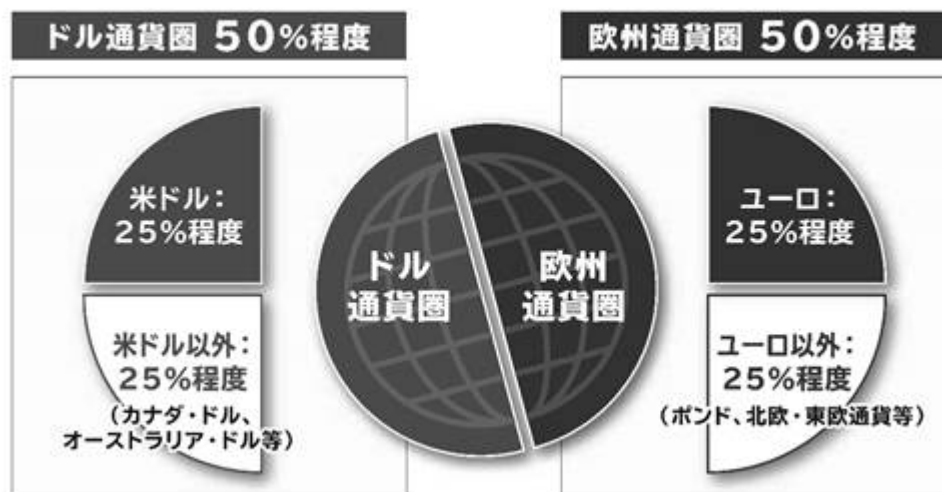 ドル通貨圏 50%程度
欧州通貨圏 50%程度
米ドル:
25%程度
米ドル以外:
25%程度
(カナダ・ドル、
オーストラリア・ドル等)
ドル
通貨圏
欧州
通貨圏
ユーロ:
25%程度
ユーロ以外:
25%程度
(ポンド、北欧・東欧通貨等)